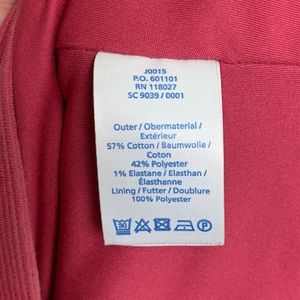 J0015
P.O. 601101
RN 118027
SC 9039 / 0001
Outer / Obermaterial /
Extérieur
57% Cotton / Baumwolle /
Coton
42% Polyester
1% Elastane / Elasthan /
Élasthanne
Lining / Futter / Doublure
100% Polyester
30
P